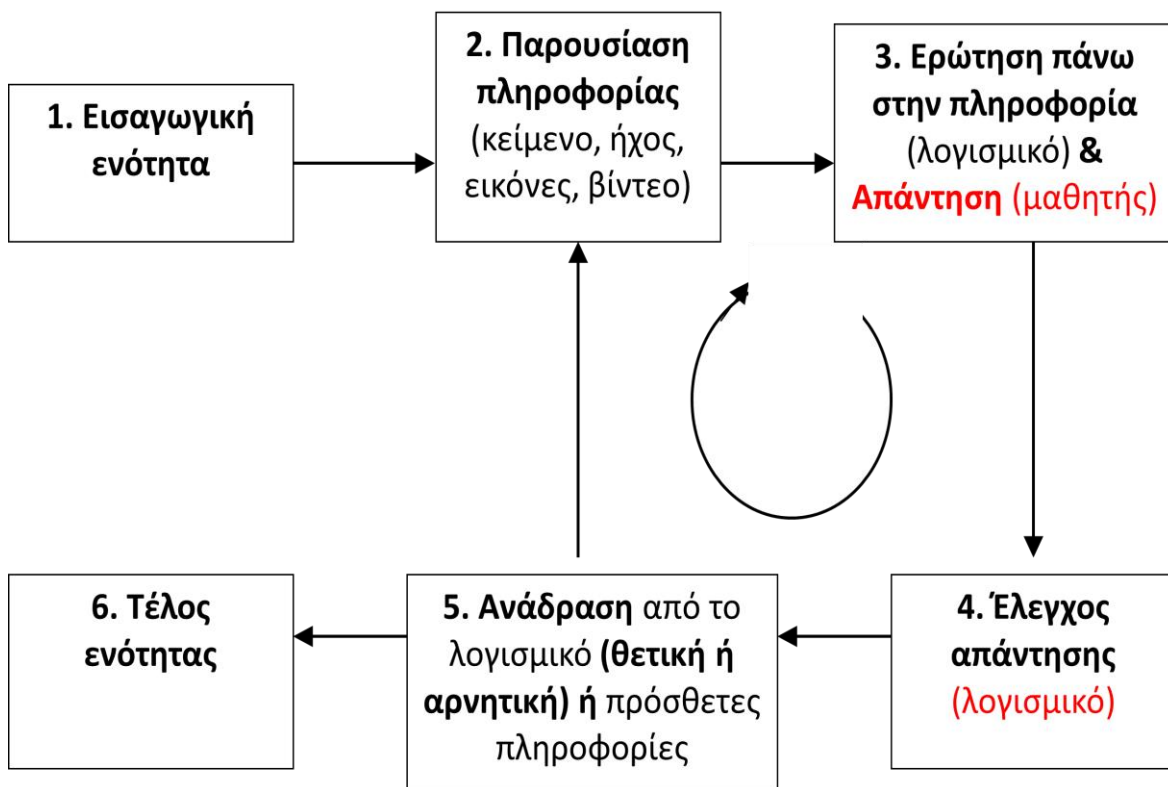 1. Εισαγωγική
ενότητα
2. Παρουσίαση
πληροφορίας
(κείμενο, ήχος,
εικόνες, βίντεο)
3. Ερώτηση πάνω
στην πληροφορία
(λογισμικό) &
Απάντηση (μαθητής)
6. Τέλος
ενότητας
5. Ανάδραση από το
λογισμικό (θετική ή
αρνητική) ή πρόσθετες
πληροφορίες
4. Έλεγχος
απάντησης
(λογισμικό)